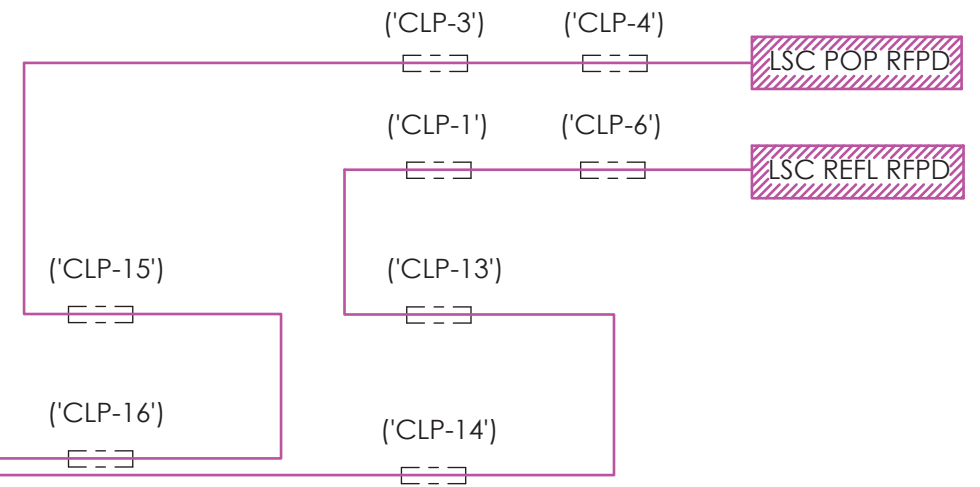 ('CLP-3') ('CLP-4')
LSC POP RFPD
('CLP-1') ('CLP-6')
LSC REFL RFPD
('CLP-15') ('CLP-13')
('CLP-16') ('CLP-14')